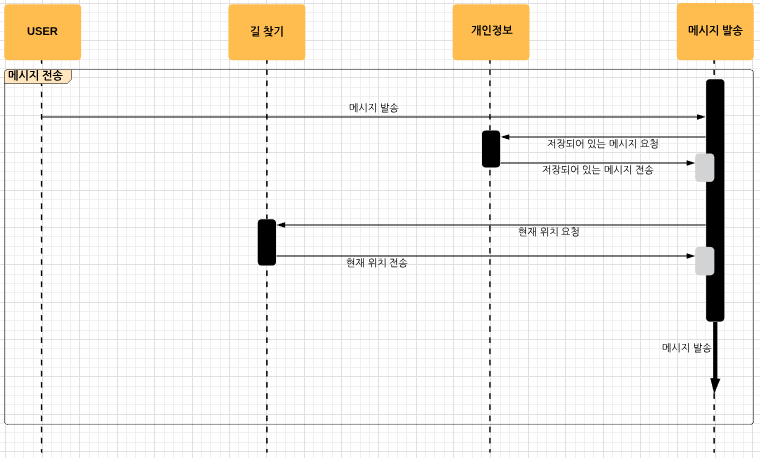 USER
길 찾기
개인정보
메시지 발송
메시지 전송
메시지 발송
저장되어 있는 메시지 요청
저장되어 있는 메시지 전송
현재 위치 요청
현재 위치 전송
메시지 발송